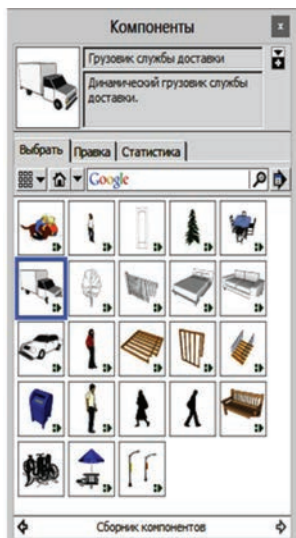 Компоненты
x
Грузовик службы доставки
Динамический грузовик службы
доставки.
Выбрать Правка Статистика
Google
Сборник компонентов